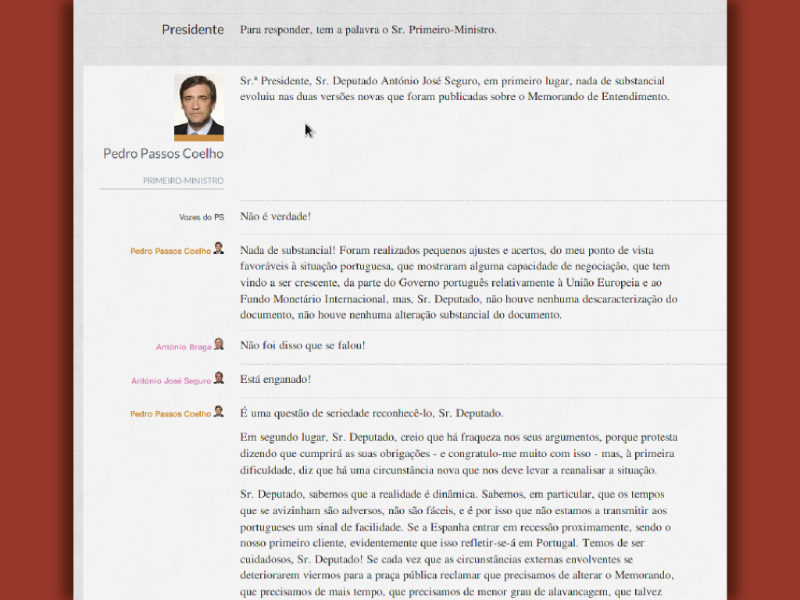 Presidente
Para responder, tem a palavra o Sr. Primeiro-Ministro.
Pedro Passos Coelho
PRIMEIRO-MINISTRO
Sr.ª Presidente, Sr. Deputado António José Seguro, em primeiro lugar, nada de substancial
evoluiu nas duas versões novas que foram publicadas sobre o Memorando de Entendimento.
Vozes do PS
Não é verdade!
Pedro Passos Coelho
Nada de substancial! Foram realizados pequenos ajustes e acertos, do meu ponto de vista
favoráveis à situação portuguesa, que mostraram alguma capacidade de negociação, que tem
vindo a ser crescente, da parte do Governo português relativamente à União Europeia e ao
Fundo Monetário Internacional, mas, Sr. Deputado, não houve nenhuma descaracterização do
documento, não houve nenhuma alteração substancial do documento.
António Braga
Não foi disso que se falou!
António José Seguro
Está enganado!
Pedro Passos Coelho
É uma questão de seriedade reconhecê-lo, Sr. Deputado.
Em segundo lugar, Sr. Deputado, creio que há fraqueza nos seus argumentos, porque protesta
dizendo que cumprirá as suas obrigações - e congratulo-me muito com isso - mas, à primeira
dificuldade, diz que há uma circunstância nova que nos deve levar a reanalisar a situação.
Sr. Deputado, sabemos que a realidade é dinâmica. Sabemos, em particular, que os tempos
que se avizinham são adversos, não são fáceis, e é por isso que não estamos a transmitir aos
portugueses um sinal de facilidade. Se a Espanha entrar em recessão proximamente, sendo o
nosso primeiro cliente, evidentemente que isso refletir-se-á em Portugal. Temos de ser
cuidadosos, Sr. Deputado! Se cada vez que as circunstâncias externas envolventes se
deteriorarem viermos para a praça pública reclamar que precisamos de alterar o Memorando,
que precisamos de mais tempo, que precisamos de menor grau de alavancagem, que talvez